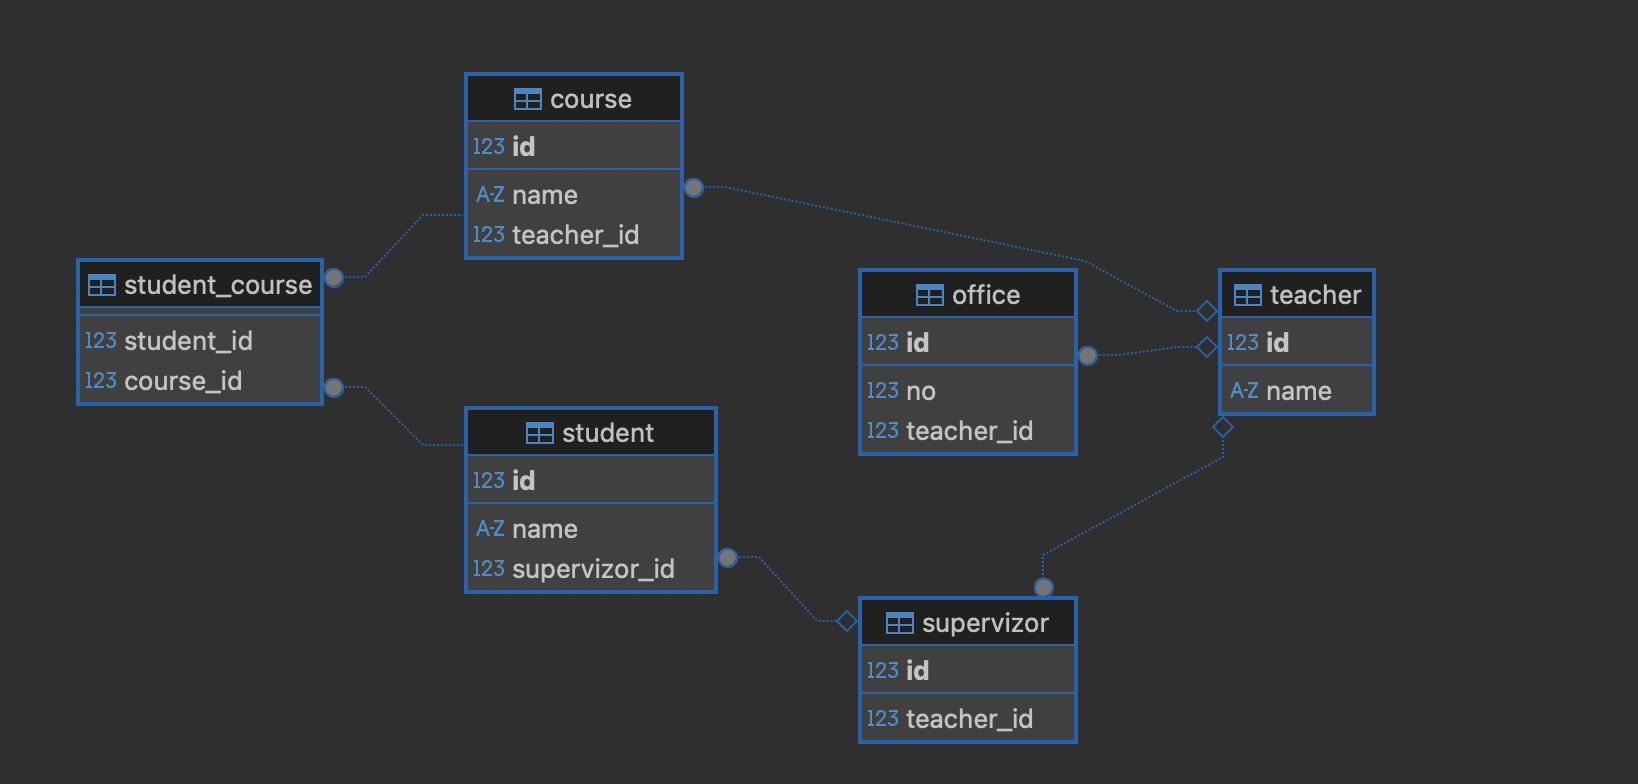 course
123 id
A-Z name
123 teacher_id
student_course
123 student_id
123 course_id
office
123 id
123 no
123 teacher_id
teacher
123 id
A-Z name
student
123 id
A-Z name
123 supervizor_id
supervizor
123 id
123 teacher_id